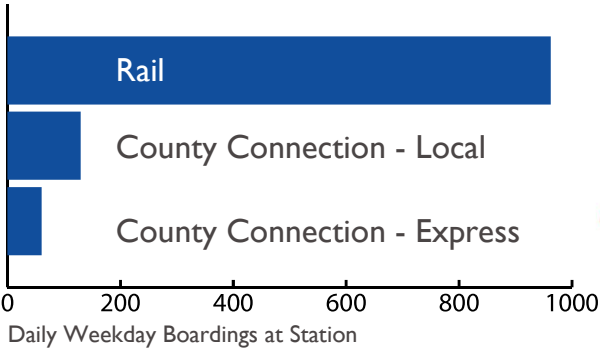 Rail
County Connection - Local
County Connection - Express
0 200 400 600 800 1000
Daily Weekday Boardings at Station